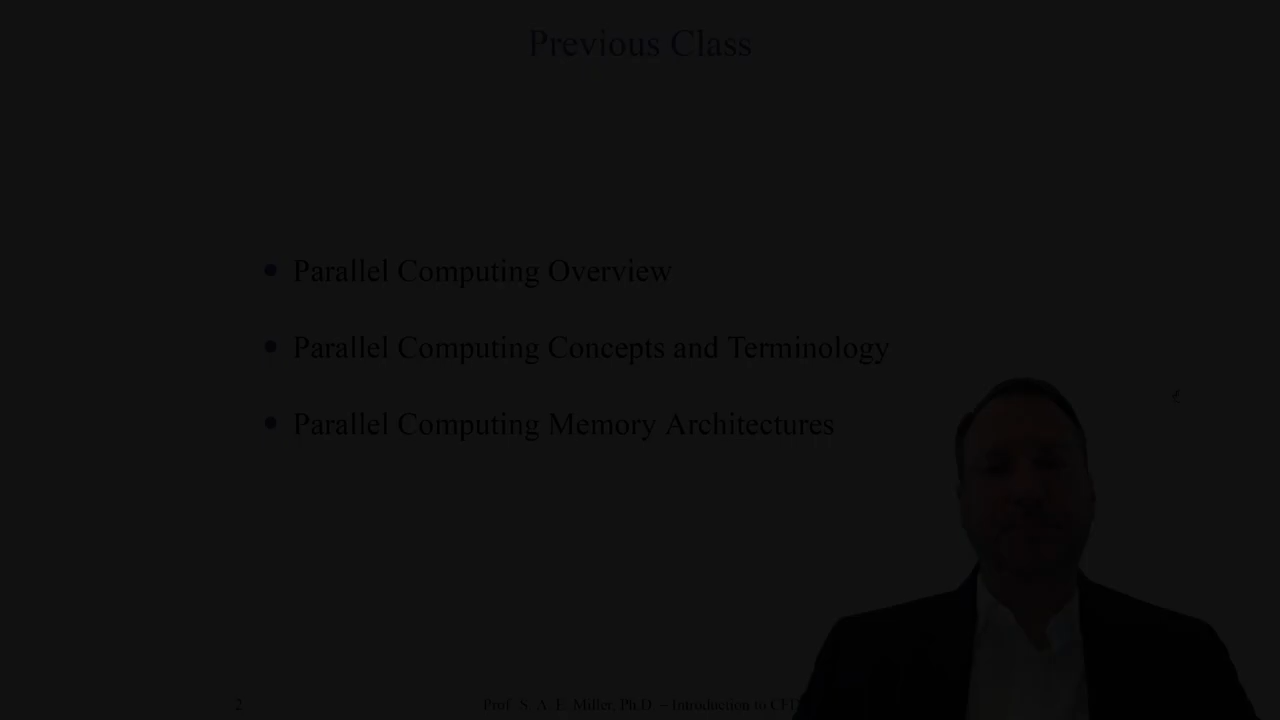 Previous Class
• Parallel Computing Overview
• Parallel Computing Concepts and Terminology
• Parallel Computing Memory Architectures
2
Prof. S. A. E. Miller, Ph.D. – Introduction to CFD